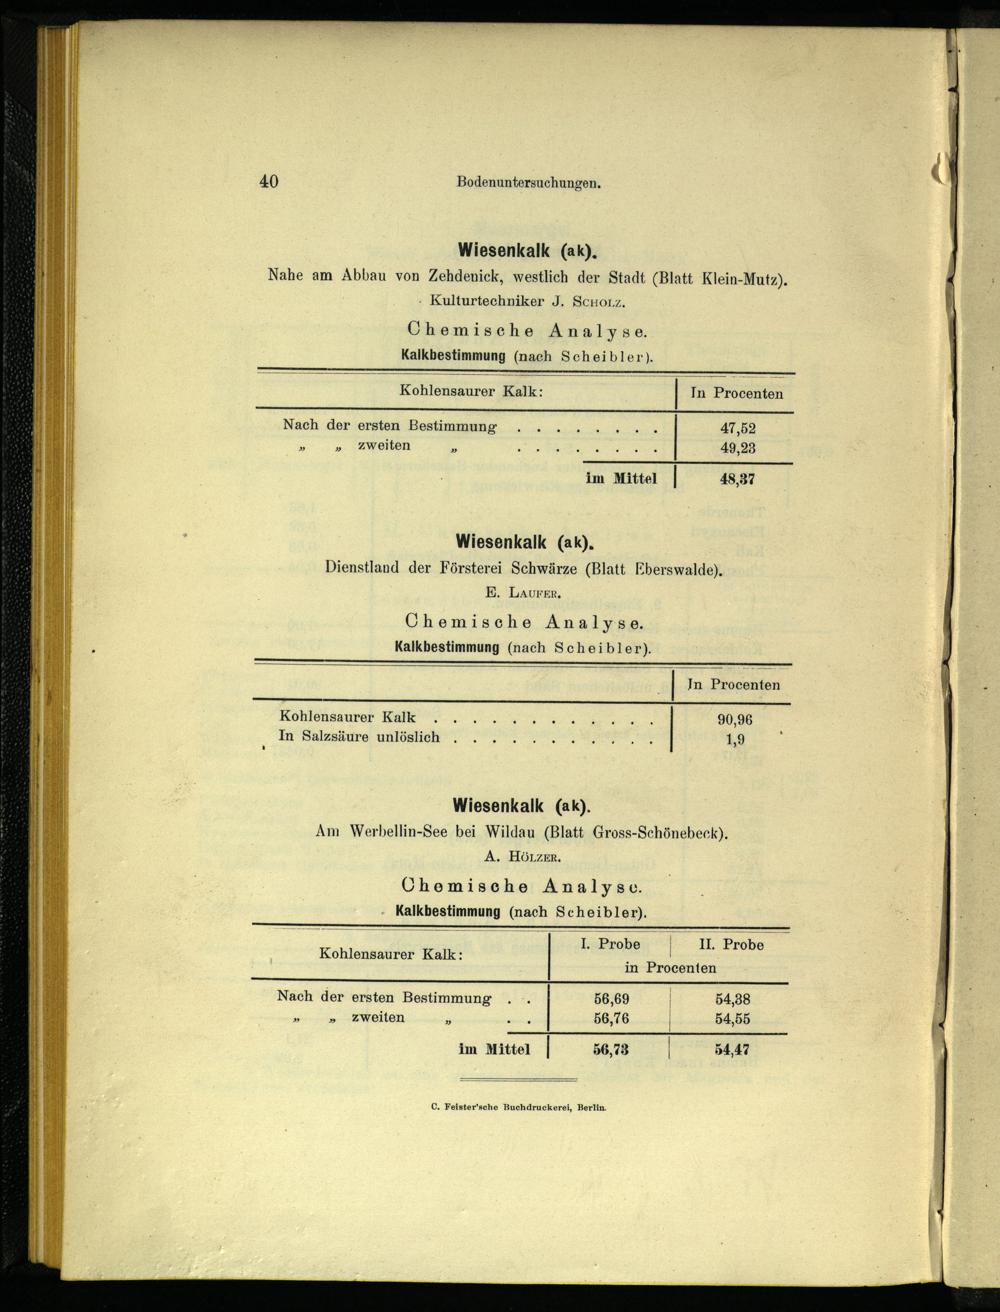 40 Bodenuntersuchungen.
Wiesenkalk (ak).
Nahe am Abbau von Zehdenick, westlich der Stadt (Blatt Klein-Mutz).
Kulturtechniker J. Scholz.
Chemische Analyse.
Kalkbestimmung (nach Scheibler).
Kohlensaurer Kalk: In Procenten
Nach der ersten Bestimmung . . . . . . . . 47,52
„ „ zweiten „ . . . . . . . . 49,23
im Mittel 48,37
Wiesenkalk (ak).
Dienstland der Försterei Schwärze (Blatt Eberswalde).
E. Laufer.
Chemische Analyse.
Kalkbestimmung (nach Scheibler).
In Procenten
Kohlensaurer Kalk . . . . . . . . . . . . 90,96
In Salzsäure unlöslich . . . . . . . . . . . 1,9
Wiesenkalk (ak).
Am Werbellin-See bei Wildau (Blatt Gross-Schönebeck).
A. Hölzer.
Chemische Analyse.
Kalkbestimmung (nach Scheibler).
Kohlensaurer Kalk: I. Probe II. Probe
in Procenten
Nach der ersten Bestimmung . . 56,69 54,38
„ „ zweiten „ . . 56,76 54,55
im Mittel 56,73 54,47
C. Feister'sche Buchdruckerei, Berlin.